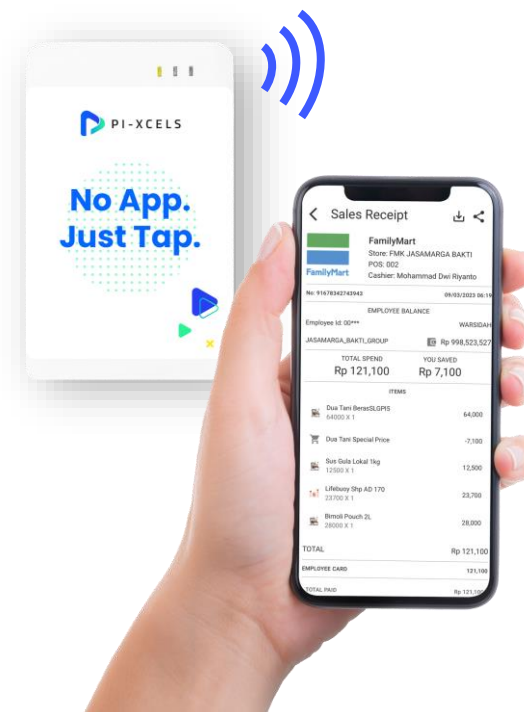 PI-XCELS
No App.
Just Tap.
Sales Receipt
FamilyMart
FamilyMart
Store: FMK JASAMARGA BAKTI
POS: 002
Cashier: Mohammad Dwi Riyanto
No: 91678342743943 09/03/2023 06:19
EMPLOYEE BALANCE
Employee Id: 00*** WARSIDAH
JASAMARGA_BAKTI_GROUP Rp 998,523,527
TOTAL SPEND YOU SAVED
Rp 121,100 Rp 7,100
ITEMS
Dua Tani BerasSLGPI5 64,000
64000 X 1
Dua Tani Special Price -7,100
Sus Gula Lokal 1kg 12,500
12500 X 1
Lifebuoy Shp AD 170 23,700
23700 X 1
Bimoli Pouch 2L 28,000
28000 X 1
TOTAL Rp 121,100
EMPLOYEE CARD 121,100
TOTAL PAID Rp 121,100